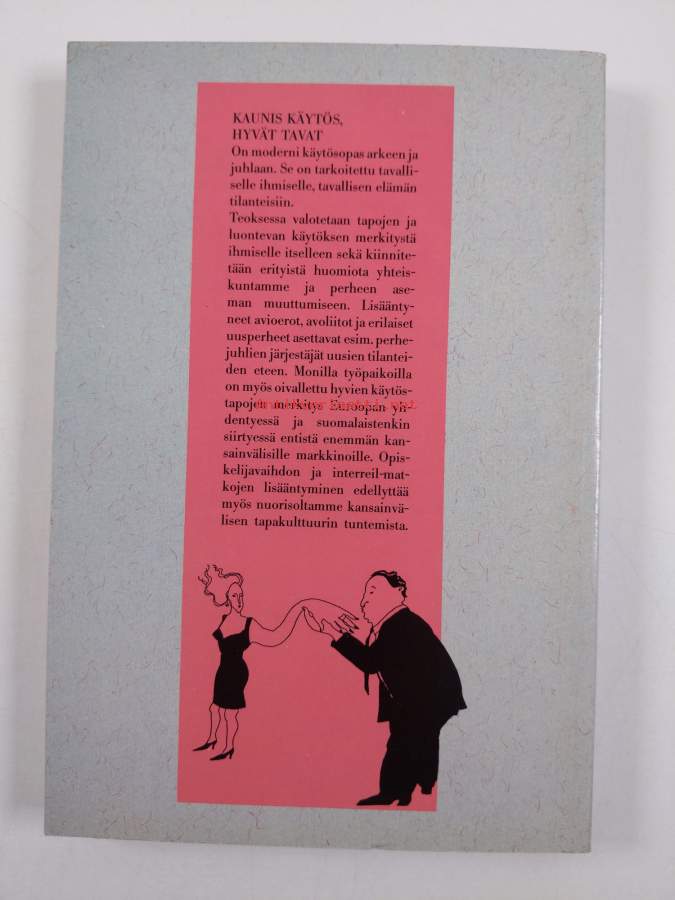 KAUNIS KÄYTÖS,
HYVÄT TAVAT
On moderni käytösopas arkeen ja
juhlaan. Se on tarkoitettu tavalli-
selle ihmiselle, tavallisen elämän
tilanteisiin.
Teoksessa valotetaan tapojen ja
luontevan käytöksen merkitystä
ihmiselle itselleen sekä kiinnite-
tään erityistä huomiota yhteis-
kuntamme ja perheen ase-
man muuttumiseen. Lisäänty-
neet avioerot, avoliitot ja erilaiset
uusperheet asettavat esim. perhe-
juhlien järjestäjät uusien tilantei-
den eteen. Monilla työpaikoilla
on myös oivallettu hyvien käytös-
tapojen merkitys Euroopan yh-
dentyessä ja suomalaistenkin
siirtyessä entistä enemmän kan-
sainvälisille markkinoille. Opis-
kelijavaihdon ja interreil-mat-
kojen lisääntyminen edellyttää
myös nuorisoltamme kansainvä-
lisen tapakulttuurin tuntemista.